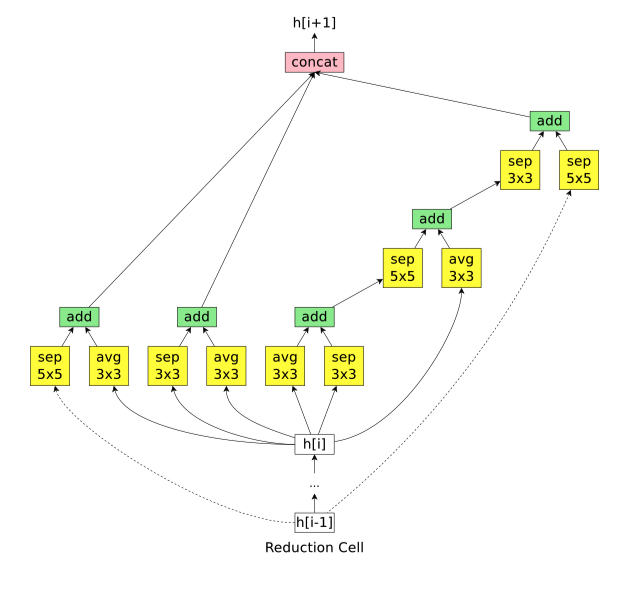 h[i+1]
concat
add
sep
3x3
sep
5x5
add
sep
5x5
avg
3x3
add
add
add
sep
5x5
avg
3x3
sep
3x3
avg
3x3
avg
3x3
sep
3x3
h[i]
...
h[i-1]
Reduction Cell